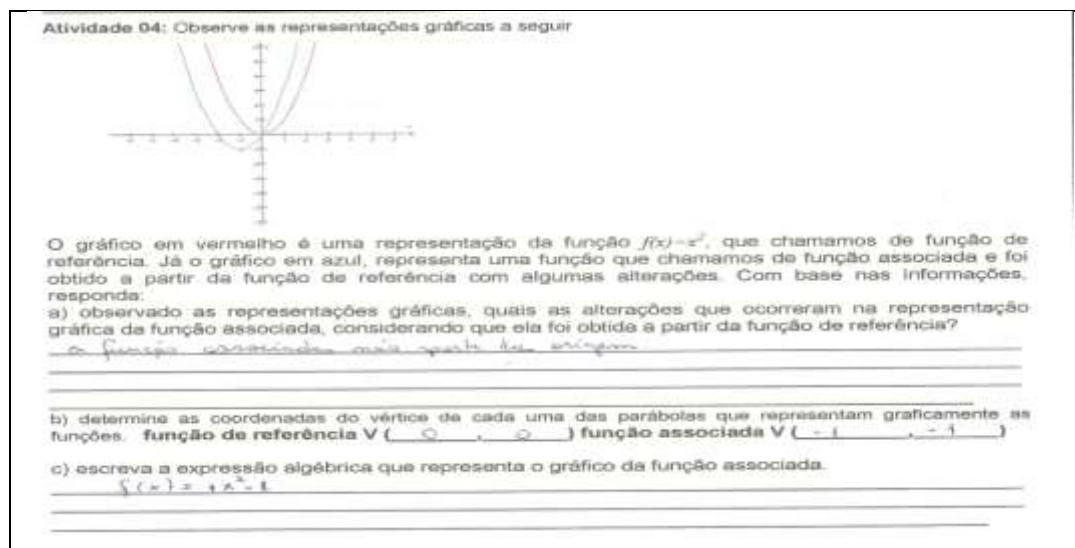 Atividade 04: Observe as representações gráficas a seguir
O gráfico em vermelho é uma representação da função f(x)=x², que chamamos de função de
referência. Já o gráfico em azul, representa uma função que chamamos de função associada e foi
obtido a partir da função de referência com algumas alterações. Com base nas informações,
responda:
a) observado as representações gráficas, quais as alterações que ocorreram na representação
gráfica da função associada, considerando que ela foi obtida a partir da função de referência?
a função associada não parte da origem
b) determine as coordenadas do vértice de cada uma das parábolas que representam graficamente as
funções. função de referência V ( 0 , 0 ) função associada V ( -1 , -1 )
c) escreva a expressão algébrica que representa o gráfico da função associada.
f(x) =